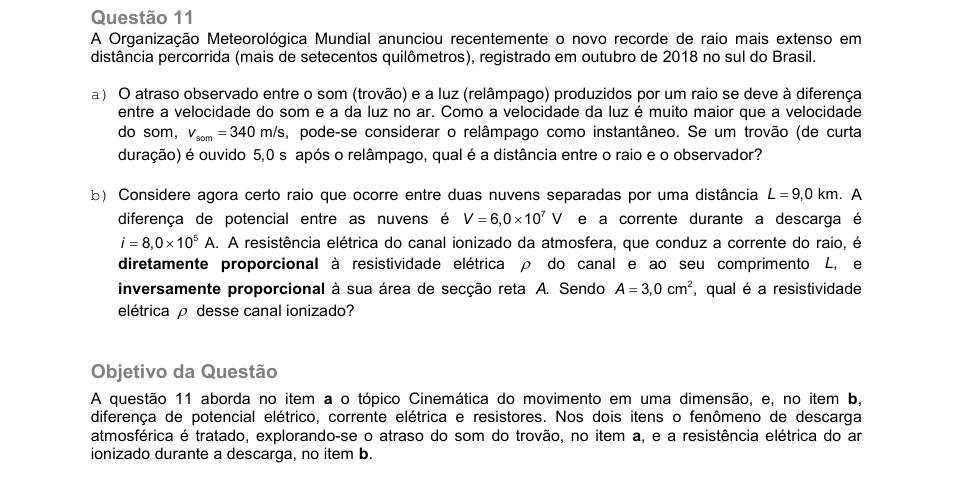 Questão 11
A Organização Meteorológica Mundial anunciou recentemente o novo recorde de raio mais extenso em
distância percorrida (mais de setecentos quilômetros), registrado em outubro de 2018 no sul do Brasil.
a) O atraso observado entre o som (trovão) e a luz (relâmpago) produzidos por um raio se deve à diferença
entre a velocidade do som e a da luz no ar. Como a velocidade da luz é muito maior que a velocidade
do som, v_som = 340 m/s, pode-se considerar o relâmpago como instantâneo. Se um trovão (de curta
duração) é ouvido 5,0 s após o relâmpago, qual é a distância entre o raio e o observador?
b) Considere agora certo raio que ocorre entre duas nuvens separadas por uma distância L = 9,0 km. A
diferença de potencial entre as nuvens é V = 6,0×10⁷ V e a corrente durante a descarga é
i = 8,0×10⁵ A. A resistência elétrica do canal ionizado da atmosfera, que conduz a corrente do raio, é
diretamente proporcional à resistividade elétrica ρ do canal e ao seu comprimento L, e
inversamente proporcional à sua área de secção reta A. Sendo A = 3,0 cm², qual é a resistividade
elétrica ρ desse canal ionizado?
Objetivo da Questão
A questão 11 aborda no item a o tópico Cinemática do movimento em uma dimensão, e, no item b,
diferença de potencial elétrico, corrente elétrica e resistores. Nos dois itens o fenômeno de descarga
atmosférica é tratado, explorando-se o atraso do som do trovão, no item a, e a resistência elétrica do ar
ionizado durante a descarga, no item b.